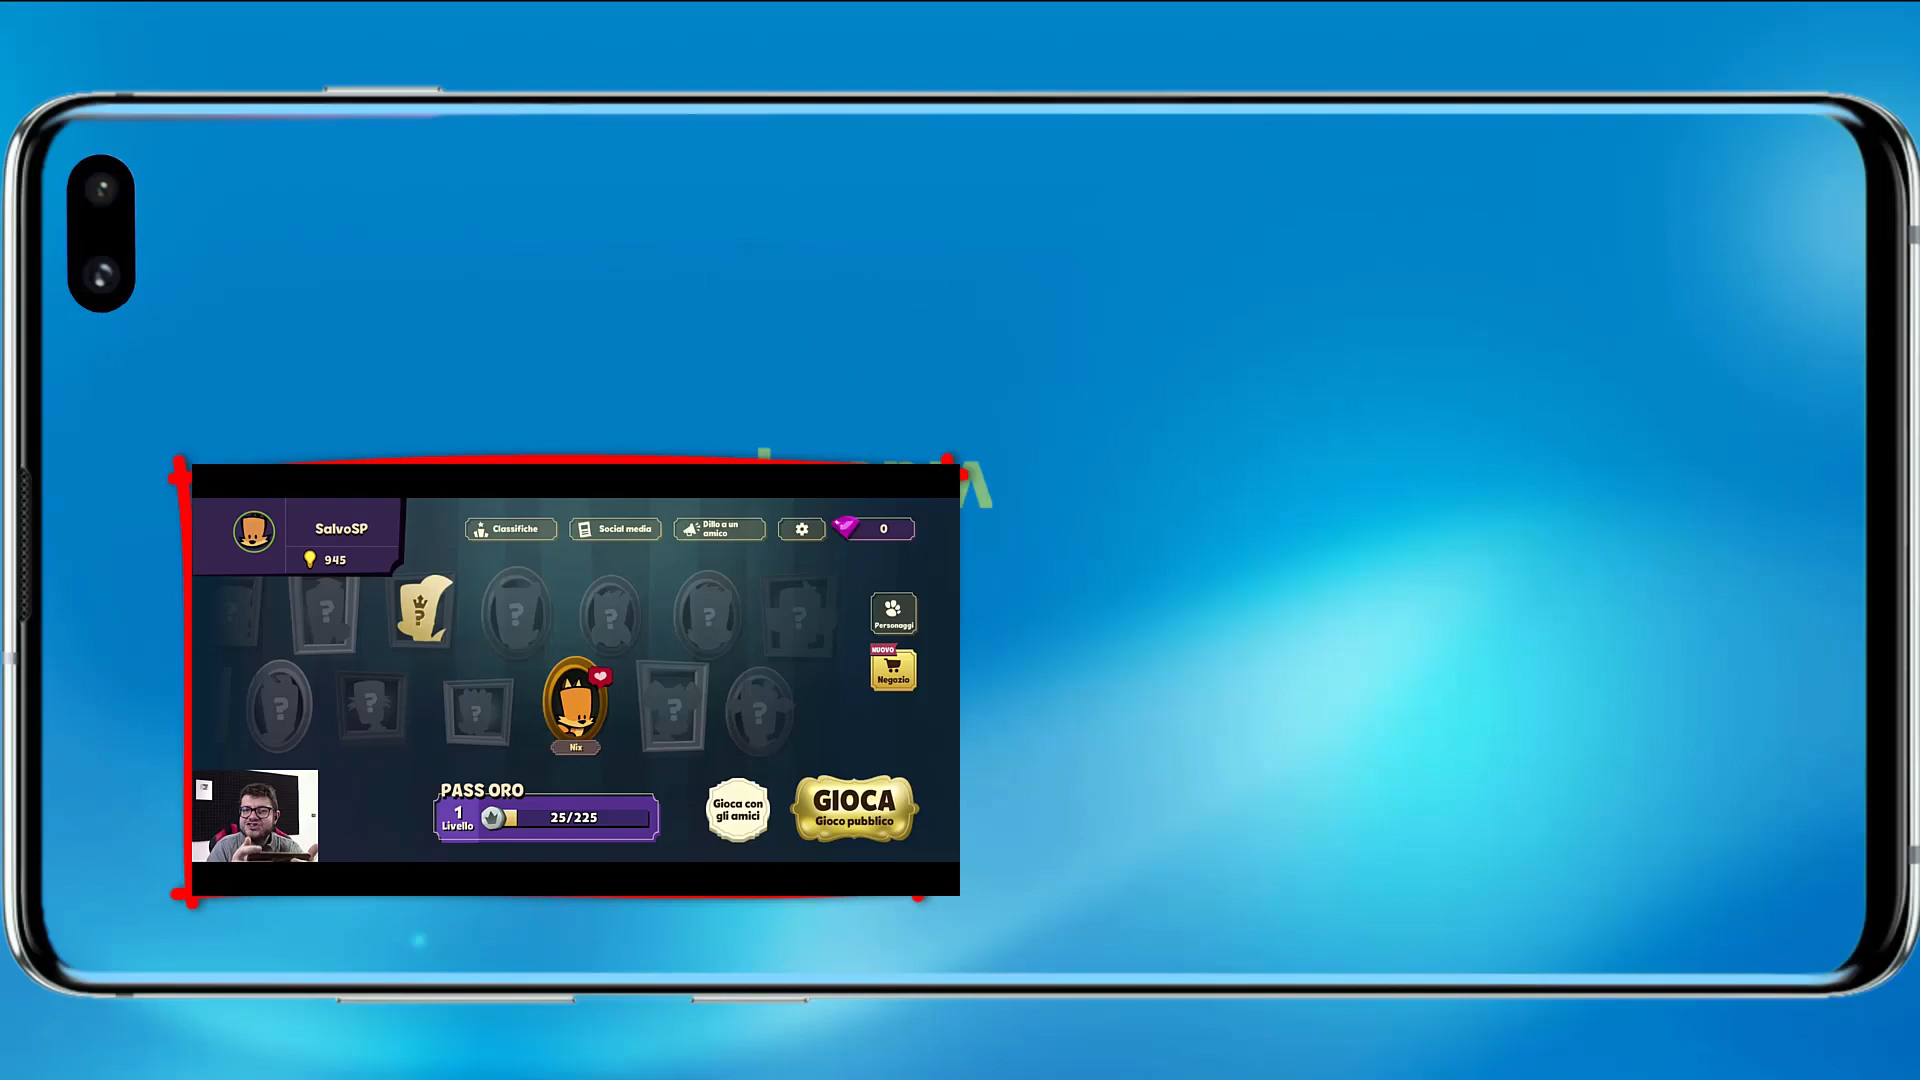 SalvoSP
945
Classifiche
Social media
Dillo a un
amico
0
Personaggi
NUOVO
Negozio
Nix
PASS ORO
1
Livello
25/225
Gioca con
gli amici
GIOCA
Gioco pubblico